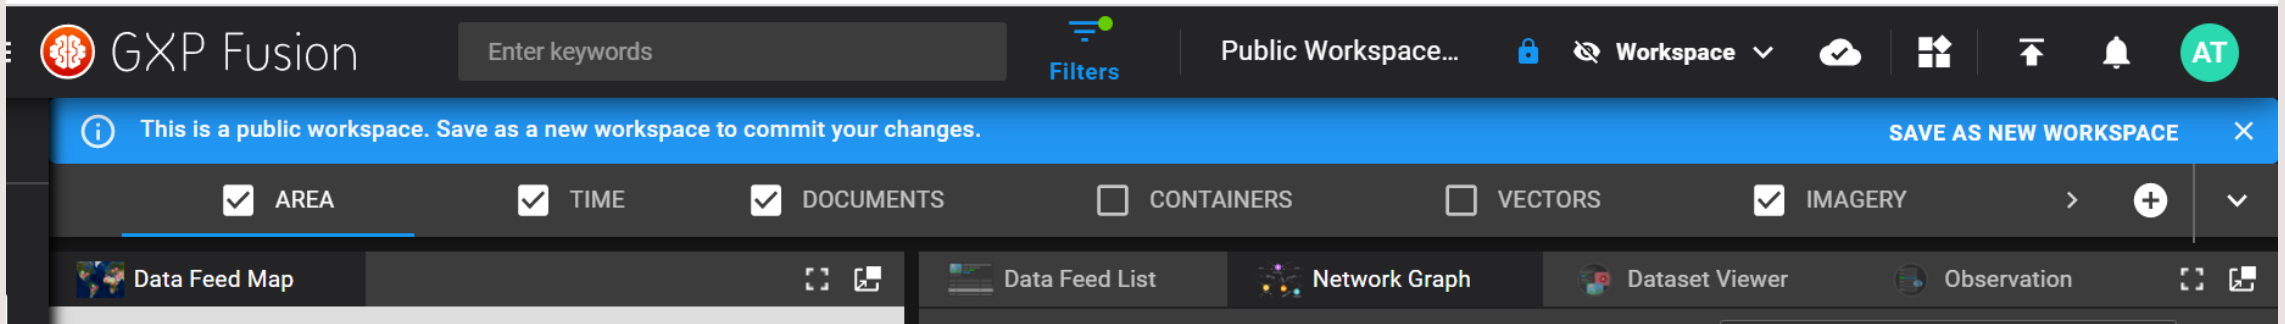 GXP Fusion
Enter keywords
Filters
Public Workspace...
Workspace
AT
This is a public workspace. Save as a new workspace to commit your changes.
SAVE AS NEW WORKSPACE
AREA
TIME
DOCUMENTS
CONTAINERS
VECTORS
IMAGERY
Data Feed Map
Data Feed List
Network Graph
Dataset Viewer
Observation